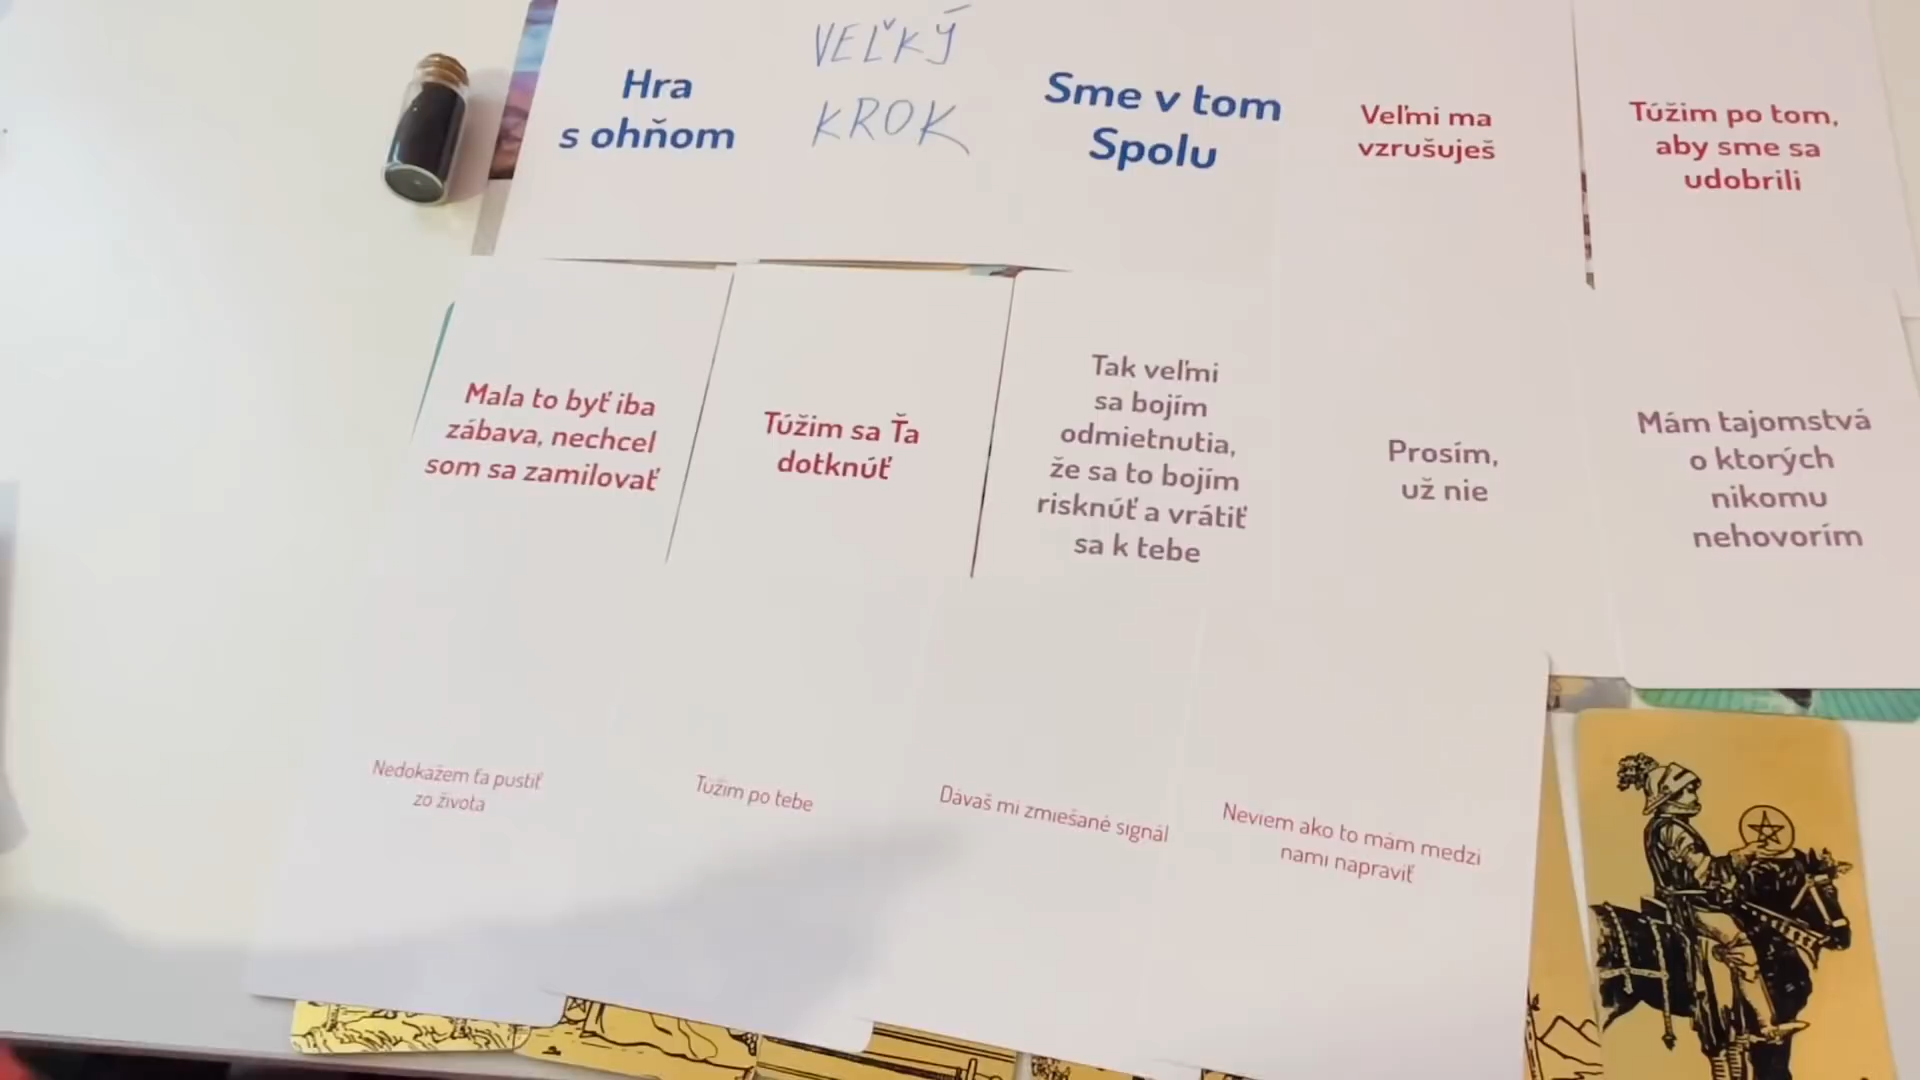 Hra
s ohňom
VEĽKÝ
KROK
Sme v tom
Spolu
Veľmi ma
vzrušuješ
Túžim po tom,
aby sme sa
udobrili
Mala to byť iba
zábava, nechcel
som sa zamilovať
Túžim sa Ťa
dotknúť
Tak veľmi
sa bojím
odmietnutia,
že sa to bojím
risknúť a vrátiť
sa k tebe
Prosím,
už nie
Mám tajomstvá
o ktorých
nikomu
nehovorím
Nedokážem ťa pustiť
zo života
Túžim po tebe
Dávaš mi zmiešané signál
Neviem ako to mám medzi
nami napraviť